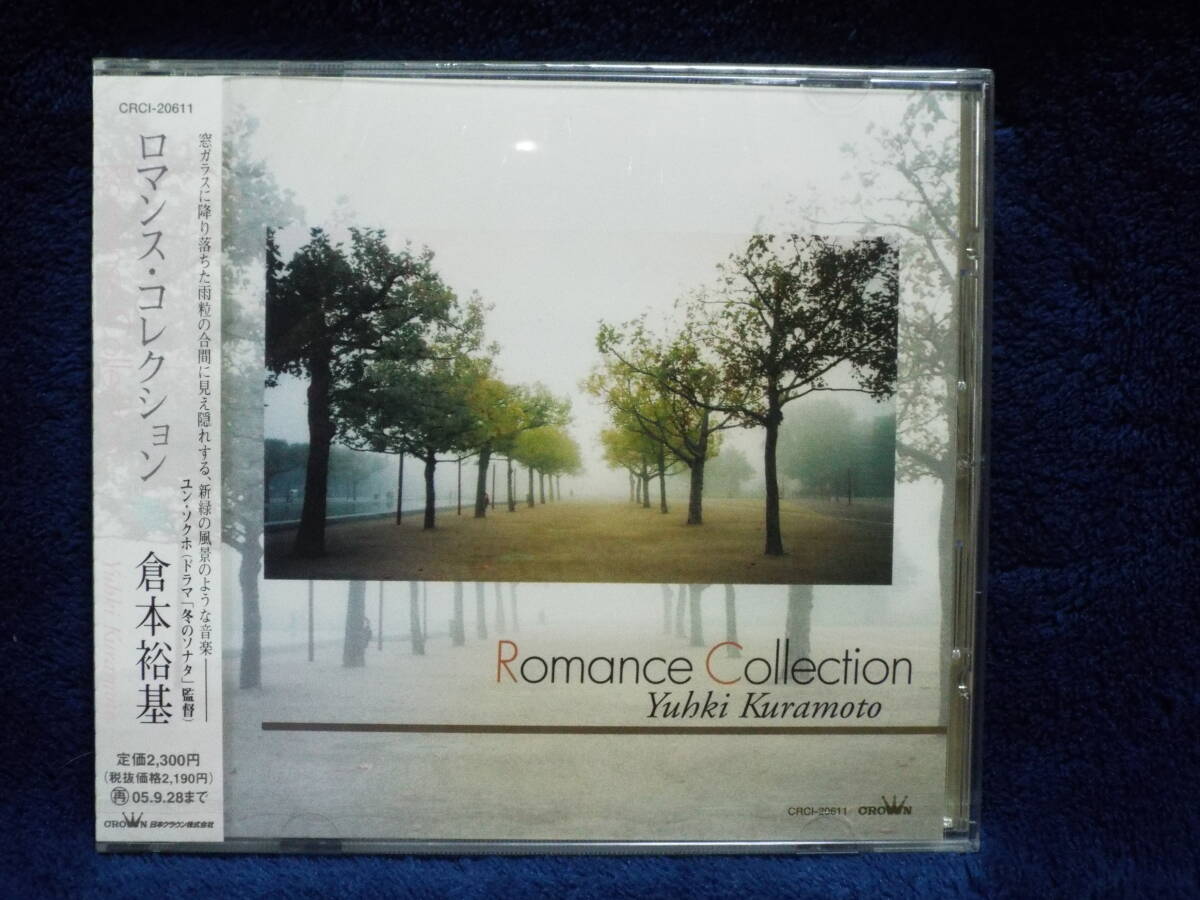 CRCI-20611
ロマンス・コレクション 倉本裕基
窓ガラスに降り落ちた雨粒の合間に見え隠れする、新緑の風景のような音楽――
ユン・ソクホ(ドラマ「冬のソナタ」監督)
定価2,300円
(税抜価格2,190円)
再 05.9.28まで
CROWN 日本クラウン株式会社
Romance Collection
Yuhki Kuramoto
CRCI-20611 CROWN